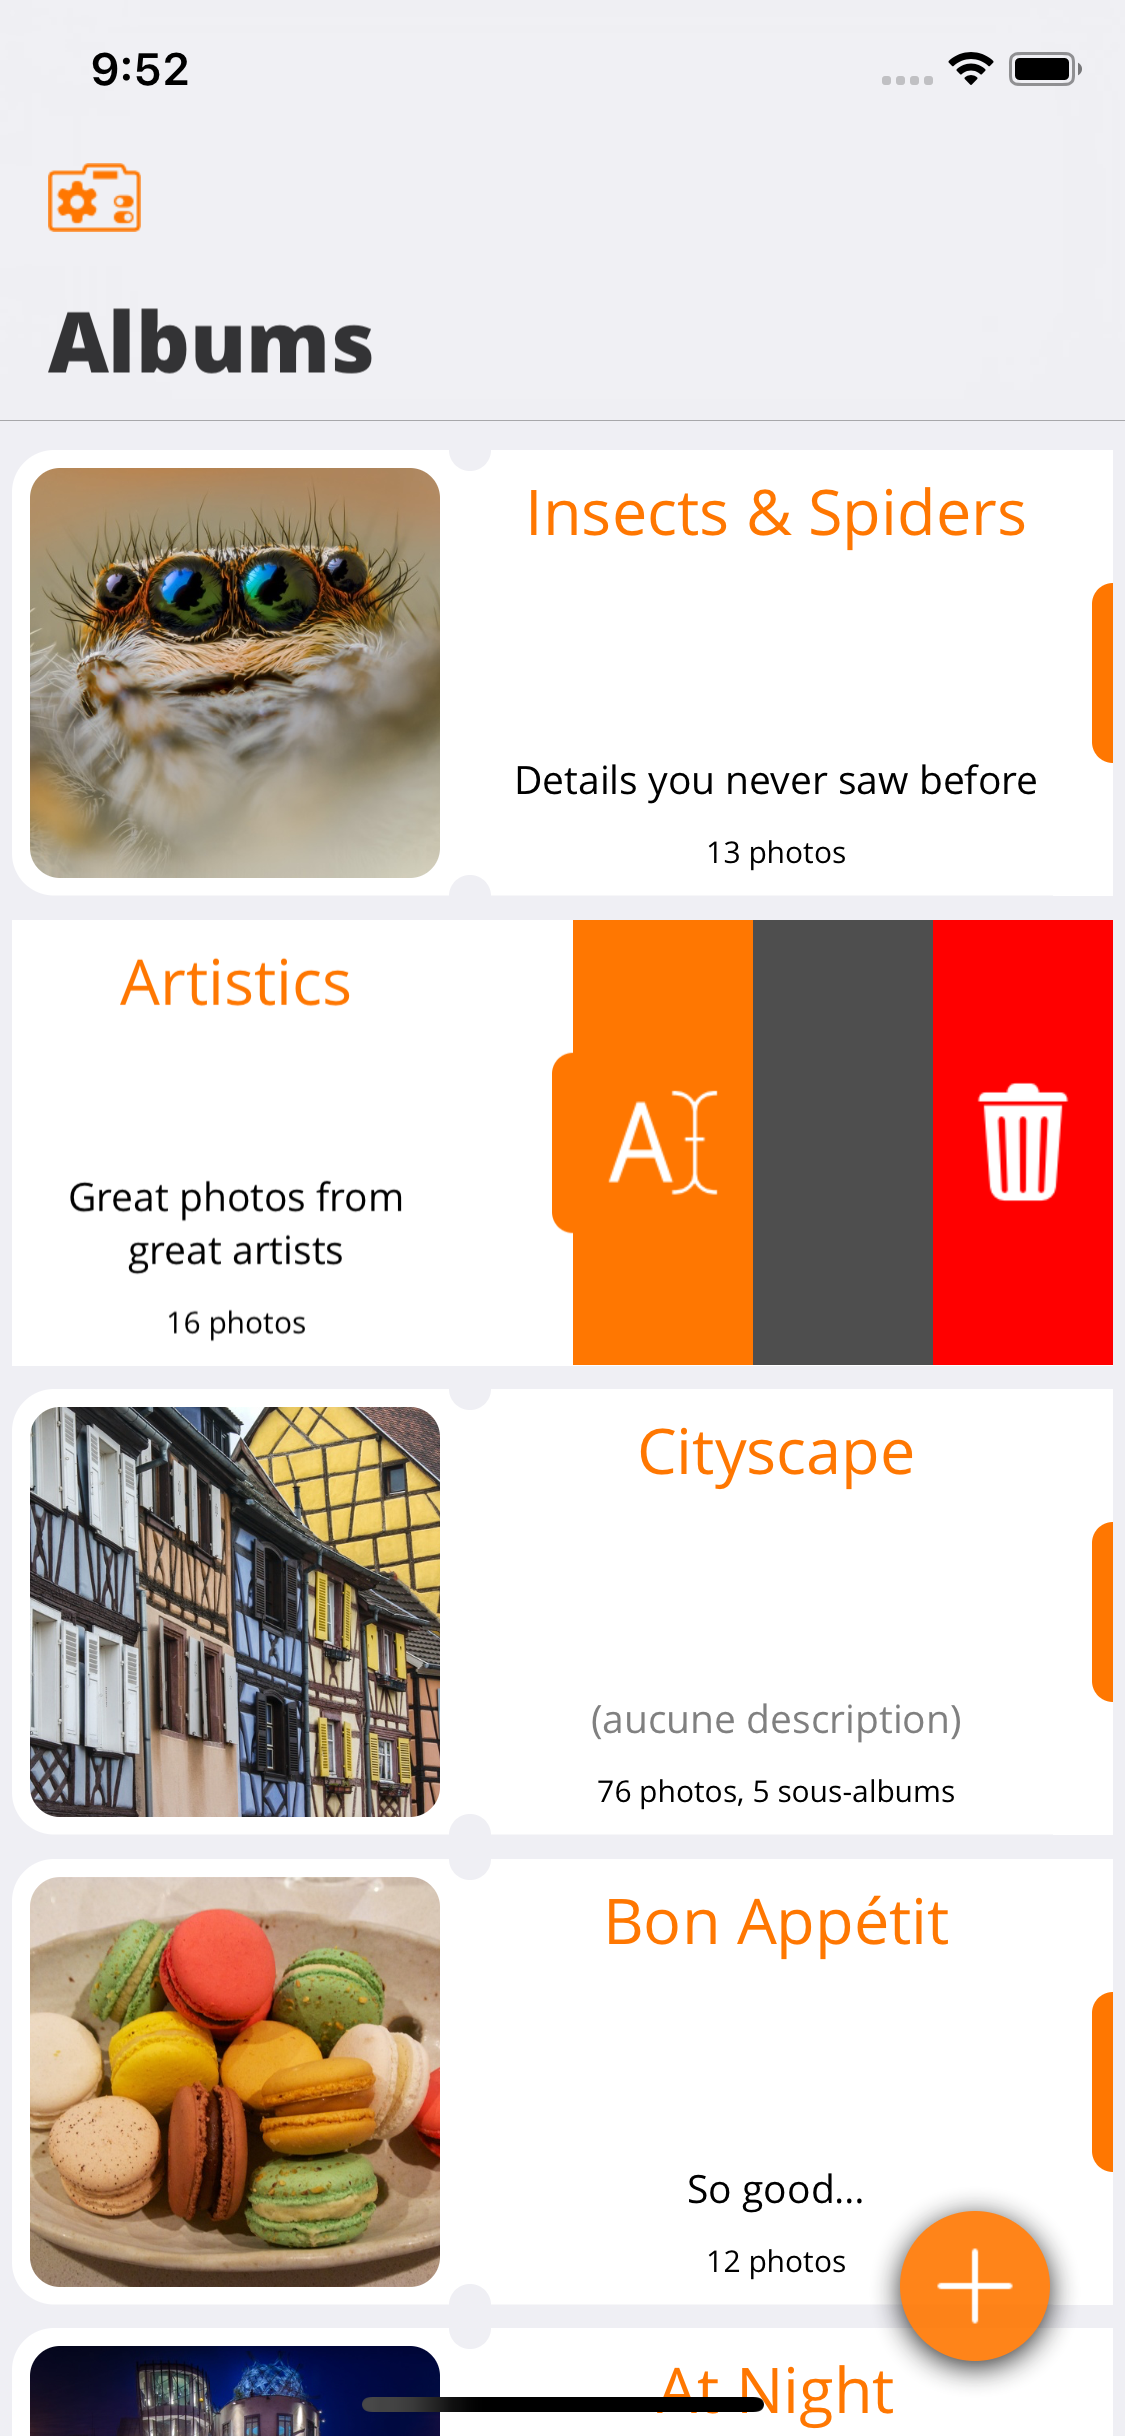 9:52
Albums
Insects & Spiders
Details you never saw before
13 photos
Artistics
Great photos from
great artists
16 photos
A
Cityscape
(aucune description)
76 photos, 5 sous-albums
Bon Appétit
So good...
12 photos
At Night